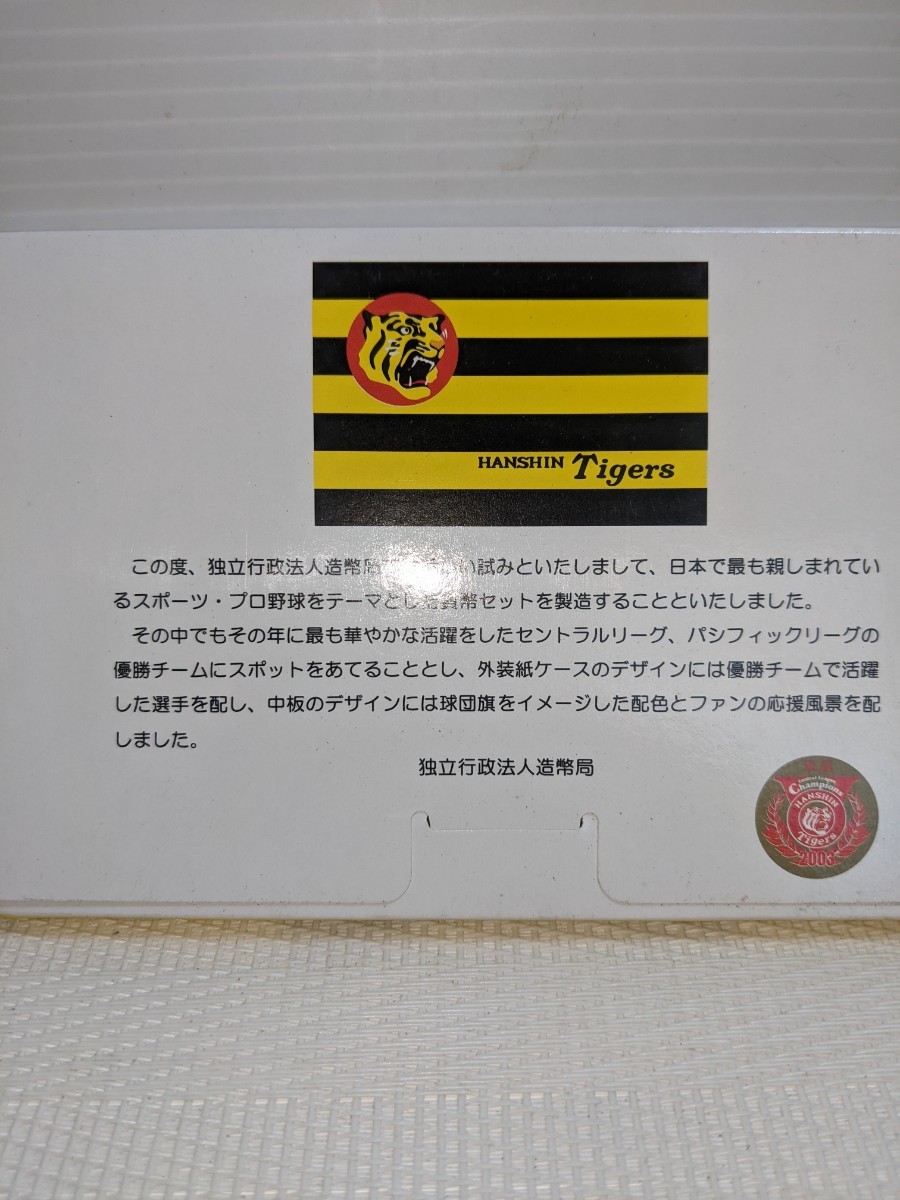 HANSHIN Tigers
この度、独立行政法人造幣局 い試みといたしまして、日本で最も親しまれてい
るスポーツ・プロ野球をテーマとし 貨幣セットを製造することといたしました。
その中でもその年に最も華やかな活躍をしたセントラルリーグ、パシフィックリーグの
優勝チームにスポットをあてることとし、外装紙ケースのデザインには優勝チームで活躍
した選手を配し、中板のデザインには球団旗をイメージした配色とファンの応援風景を配
しました。
独立行政法人造幣局
Central League
Champions
HANSHIN
Tigers
2003